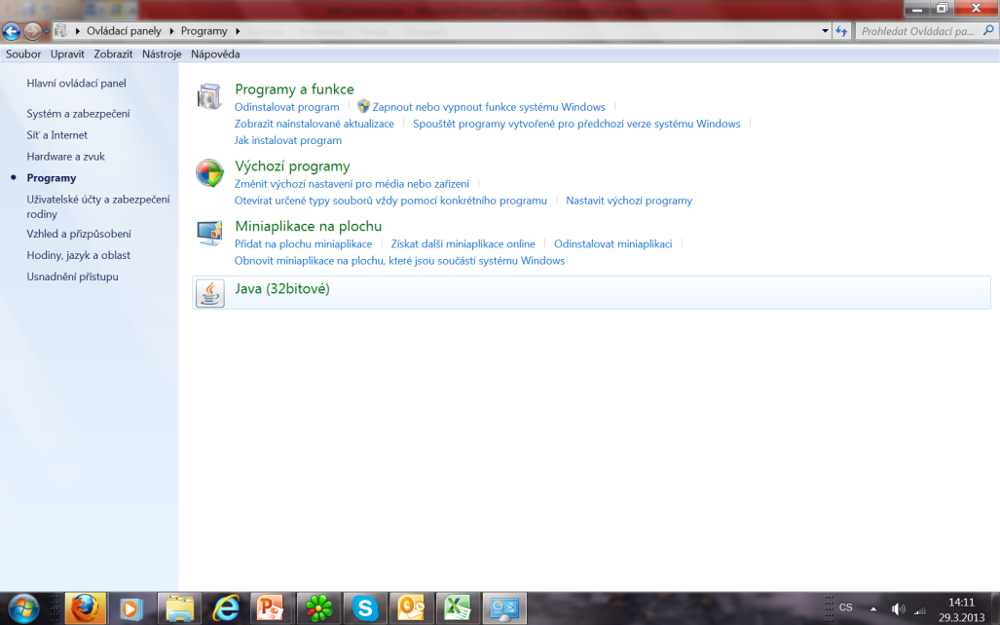 Ovládací panely ▸ Programy ▸
Prohledat Ovládací pa...
Soubor Upravit Zobrazit Nástroje Nápověda
Hlavní ovládací panel
Systém a zabezpečení
Síť a Internet
Hardware a zvuk
Programy
Uživatelské účty a zabezpečení
rodiny
Vzhled a přizpůsobení
Hodiny, jazyk a oblast
Usnadnění přístupu
Programy a funkce
Odinstalovat program Zapnout nebo vypnout funkce systému Windows
Zobrazit nainstalované aktualizace Spouštět programy vytvořené pro předchozí verze systému Windows
Jak instalovat program
Výchozí programy
Změnit výchozí nastavení pro média nebo zařízení
Otevírat určené typy souborů vždy pomocí konkrétního programu Nastavit výchozí programy
Miniaplikace na plochu
Přidat na plochu miniaplikace Získat další miniaplikace online Odinstalovat miniaplikaci
Obnovit miniaplikace na plochu, které jsou součástí systému Windows
Java (32bitové)
CS
14:11
29.3.2013